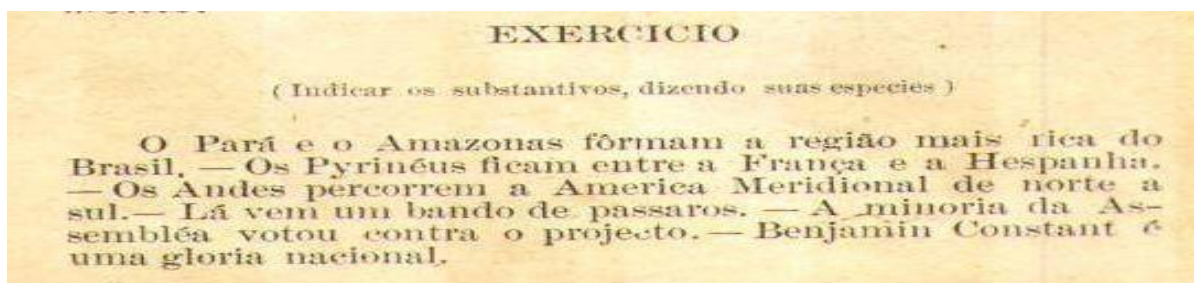 EXERCICIO
( Indicar os substantivos, dizendo suas especies )
O Pará e o Amazonas fôrmam a região mais rica do
Brasil. — Os Pyrinéus ficam entre a França e a Hespanha.
— Os Andes percorrem a America Meridional de norte a
sul. — Lá vem um bando de passaros. — A minoria da As-
sembléa votou contra o projecto. — Benjamin Constant é
uma gloria nacional.